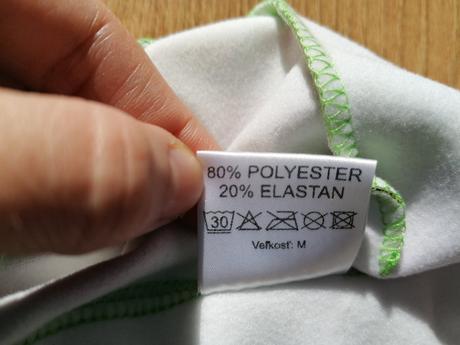 80% POLYESTER
20% ELASTAN
30
Veľkosť: M